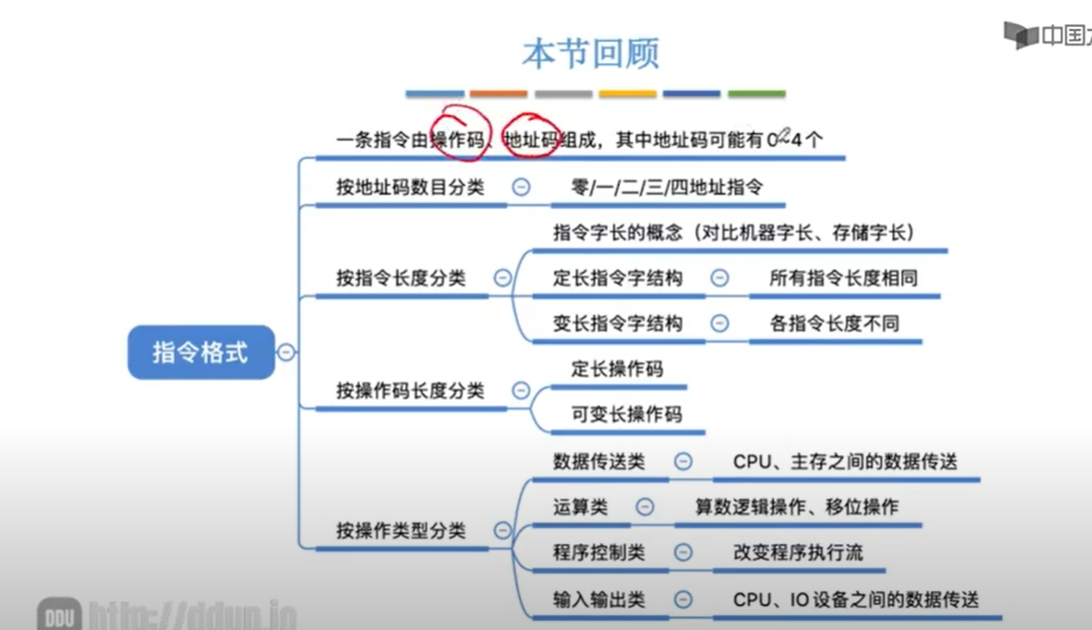 本节回顾
中国
一条指令由操作码、地址码组成，其中地址码可能有0~4个
按地址码数目分类
零/一/二/三/四地址指令
指令字长的概念（对比机器字长、存储字长）
按指令长度分类
定长指令字结构
所有指令长度相同
变长指令字结构
各指令长度不同
指令格式
按操作码长度分类
定长操作码
可变长操作码
数据传送类
CPU、主存之间的数据传送
运算类
算数逻辑操作、移位操作
按操作类型分类
程序控制类
改变程序执行流
输入输出类
CPU、IO设备之间的数据传送
DDU http://ddup.io